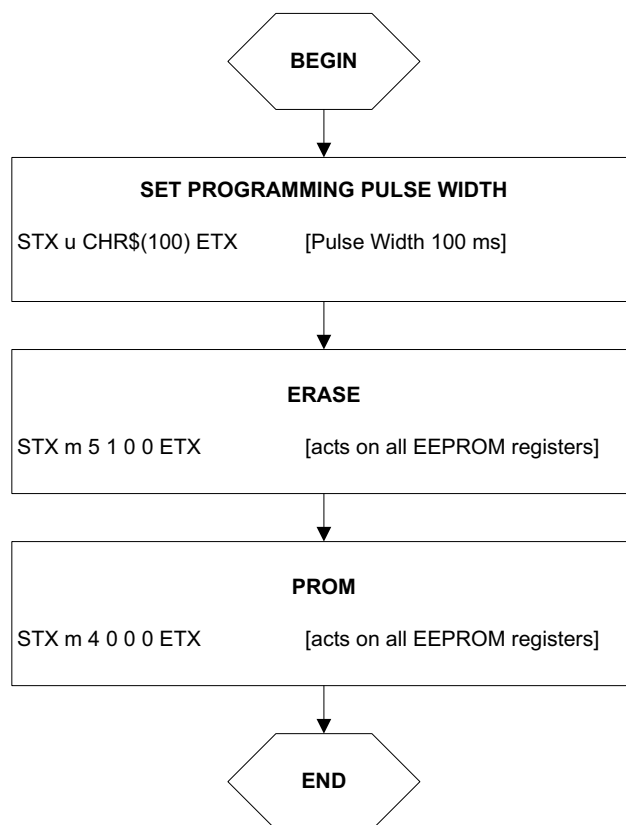 BEGIN
SET PROGRAMMING PULSE WIDTH
STX u CHR$(100) ETX [Pulse Width 100 ms]
ERASE
STX m 5 1 0 0 ETX [acts on all EEPROM registers]
PROM
STX m 4 0 0 0 ETX [acts on all EEPROM registers]
END